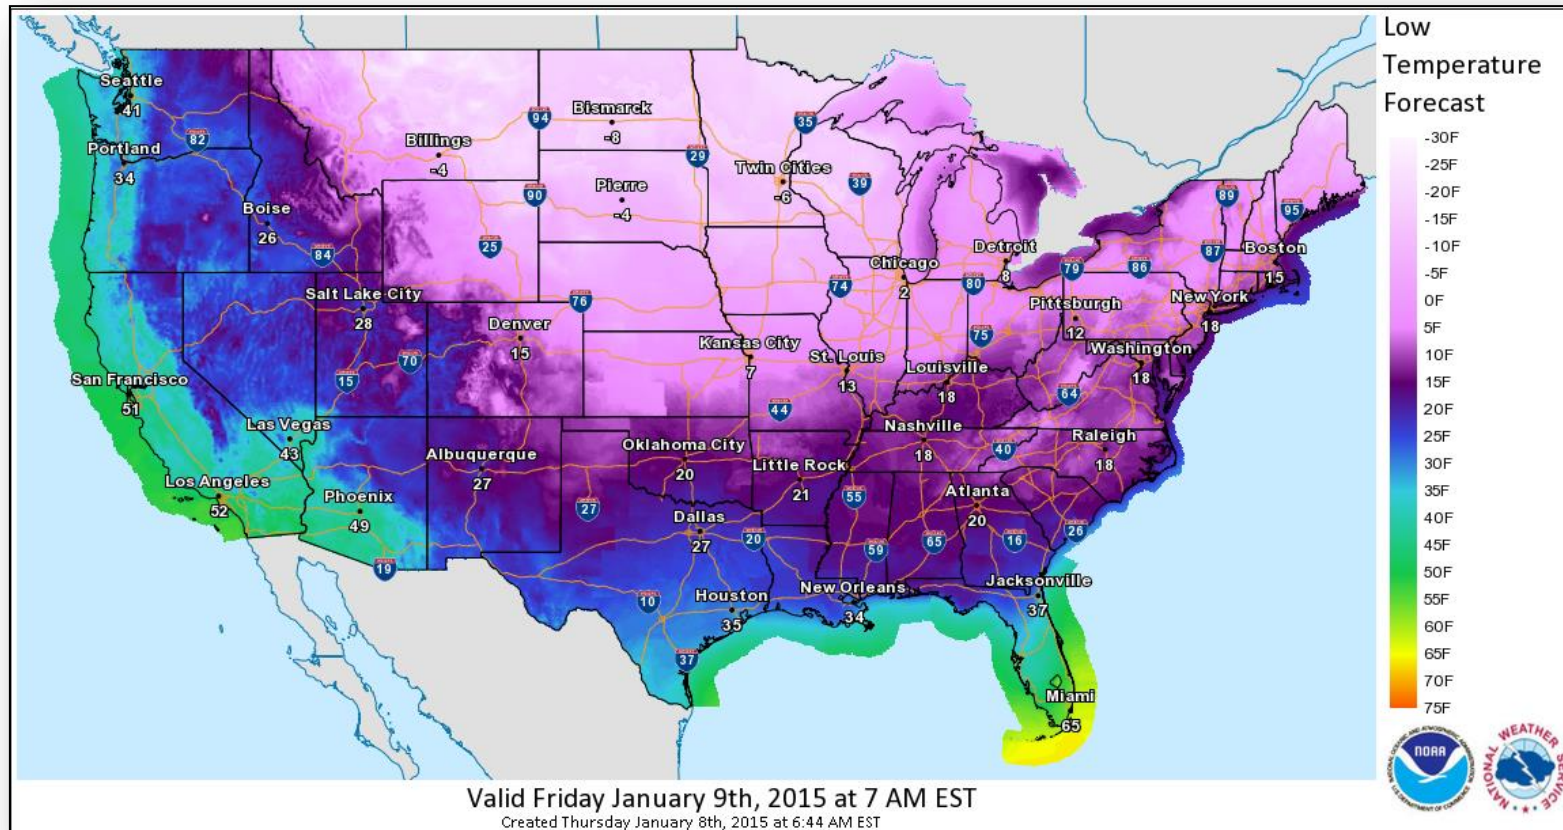 Low
Temperature
Forecast
-30F
-25F
-20F
-15F
-10F
-5F
0F
5F
10F
15F
20F
25F
30F
35F
40F
45F
50F
55F
60F
65F
70F
75F
Seattle
41
82
Portland
34
Boise
26
84
Billings
-4
94
Bismarck
-8
90
Pierre
-4
29
35
Twin Cities
-6
39
25
Detroit
8
Chicago
2
74
80
79
86
87
89
95
Boston
15
Salt Lake City
28
76
Denver
15
70
15
Kansas City
7
St. Louis
13
75
Louisville
18
Pittsburgh
12
New York
18
Washington
18
64
San Francisco
51
Las Vegas
43
Los Angeles
52
Phoenix
49
19
Albuquerque
27
27
Oklahoma City
20
44
Little Rock
21
Nashville
18
40
Raleigh
18
55
Atlanta
20
Dallas
27
20
59
65
16
26
10
Houston
35
37
New Orleans
34
Jacksonville
37
Miami
65
NATIONAL OCEANIC AND ATMOSPHERIC ADMINISTRATION
NOAA
U.S. DEPARTMENT OF COMMERCE
NATIONAL WEATHER SERVICE
Valid Friday January 9th, 2015 at 7 AM EST
Created Thursday January 8th, 2015 at 6:44 AM EST